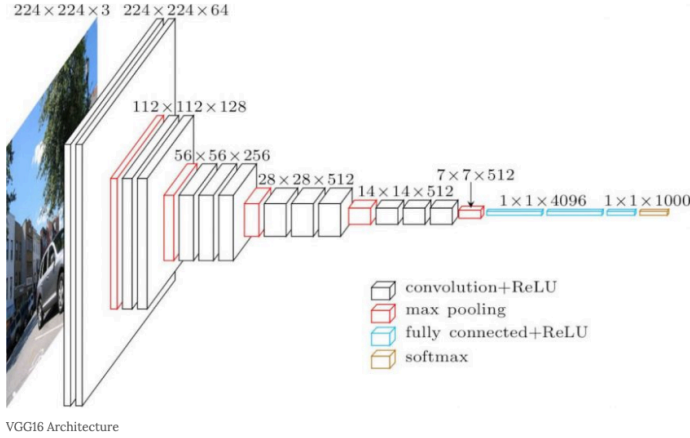 224×224×3 224×224×64
112×112×128
56×56×256
28×28×512
14×14×512
7×7×512
1×1×4096 1×1×1000
convolution+ReLU
max pooling
fully connected+ReLU
softmax
VGG16 Architecture